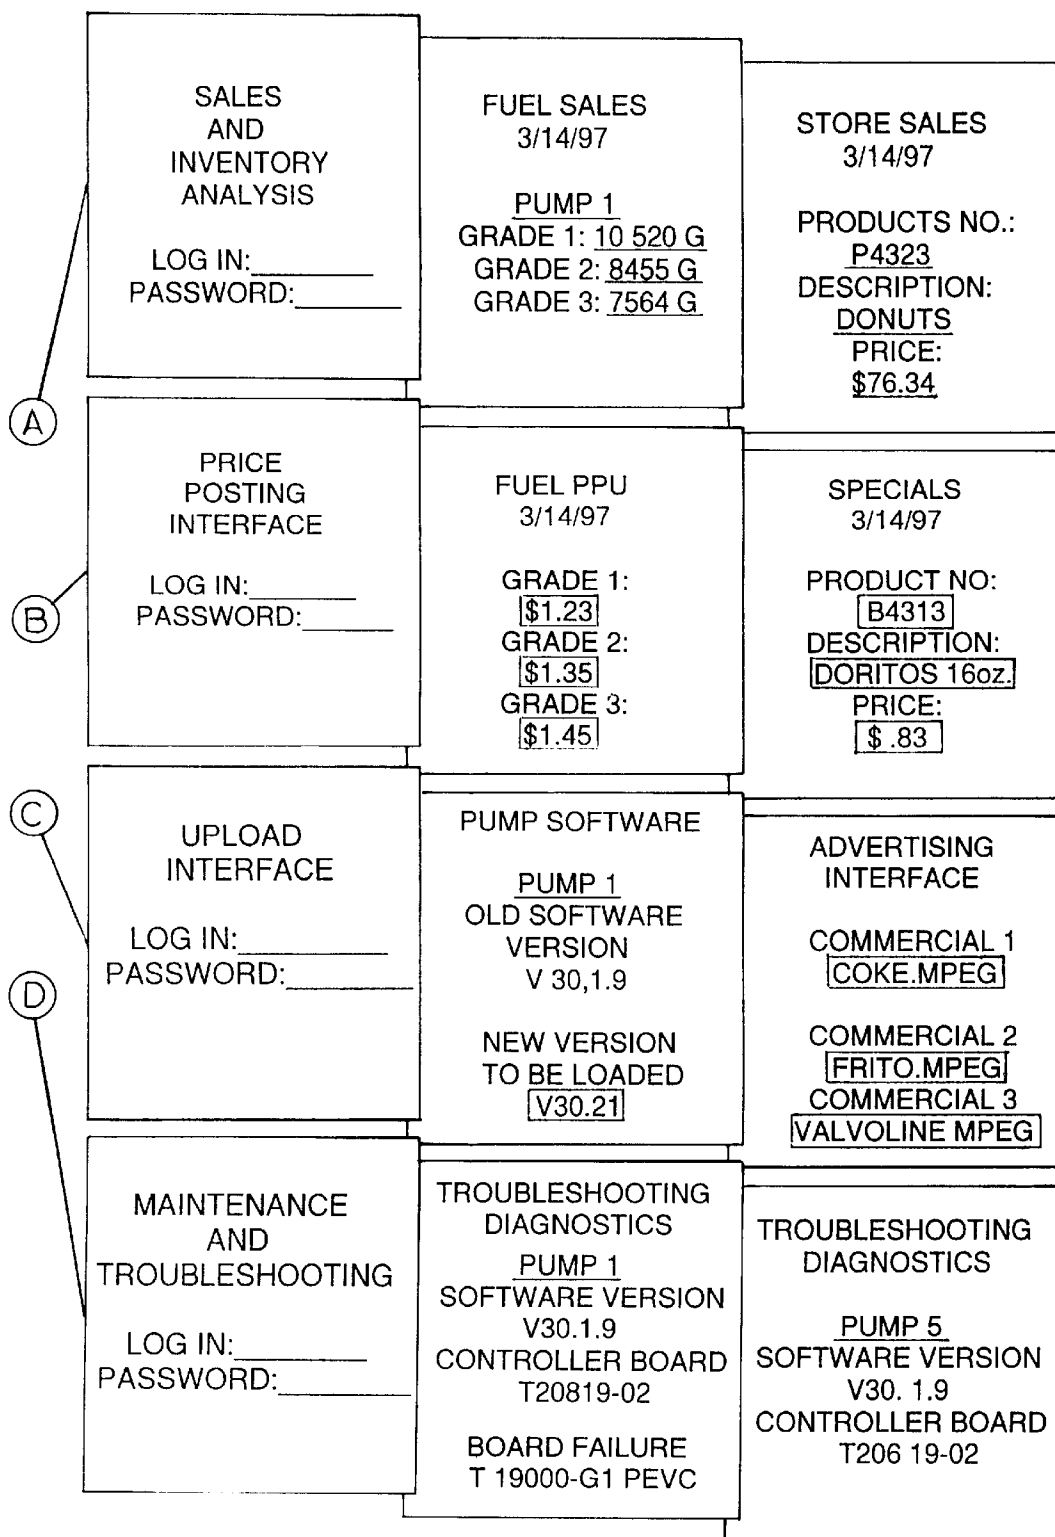 SALES
AND
INVENTORY
ANALYSIS
LOG IN:
PASSWORD:
FUEL SALES
3/14/97
PUMP 1
GRADE 1: 10 520 G
GRADE 2: 8455 G
GRADE 3: 7564 G
STORE SALES
3/14/97
PRODUCTS NO.:
P4323
DESCRIPTION:
DONUTS
PRICE:
$76.34
A
PRICE
POSTING
INTERFACE
LOG IN:
PASSWORD:
FUEL PPU
3/14/97
GRADE 1:
$1.23
GRADE 2:
$1.35
GRADE 3:
$1.45
SPECIALS
3/14/97
PRODUCT NO:
B4313
DESCRIPTION:
DORITOS 16oz.
PRICE:
$ .83
B
UPLOAD
INTERFACE
LOG IN:
PASSWORD:
PUMP SOFTWARE
PUMP 1
OLD SOFTWARE
VERSION
V 30,1.9
NEW VERSION
TO BE LOADED
V30.21
ADVERTISING
INTERFACE
COMMERCIAL 1
COKE.MPEG
COMMERCIAL 2
FRITO.MPEG
COMMERCIAL 3
VALVOLINE MPEG
C
MAINTENANCE
AND
TROUBLESHOOTING
LOG IN:
PASSWORD:
TROUBLESHOOTING
DIAGNOSTICS
PUMP 1
SOFTWARE VERSION
V30.1.9
CONTROLLER BOARD
T20819-02
BOARD FAILURE
T 19000-G1 PEVC
TROUBLESHOOTING
DIAGNOSTICS
PUMP 5
SOFTWARE VERSION
V30. 1.9
CONTROLLER BOARD
T206 19-02
D